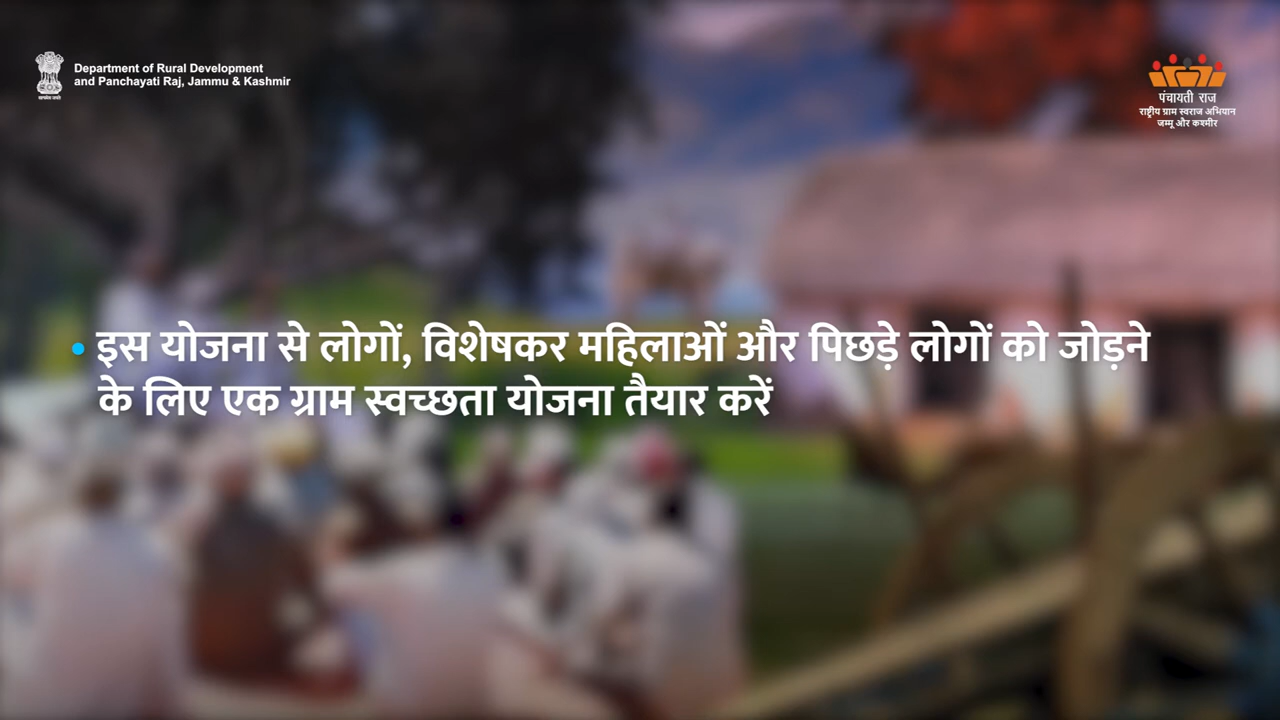 Department of Rural Development
and Panchayati Raj, Jammu & Kashmir
पंचायती राज
राष्ट्रीय ग्राम स्वराज अभियान
जम्मू और कश्मीर
• इस योजना से लोगों, विशेषकर महिलाओं और पिछड़े लोगों को जोड़ने
के लिए एक ग्राम स्वच्छता योजना तैयार करें